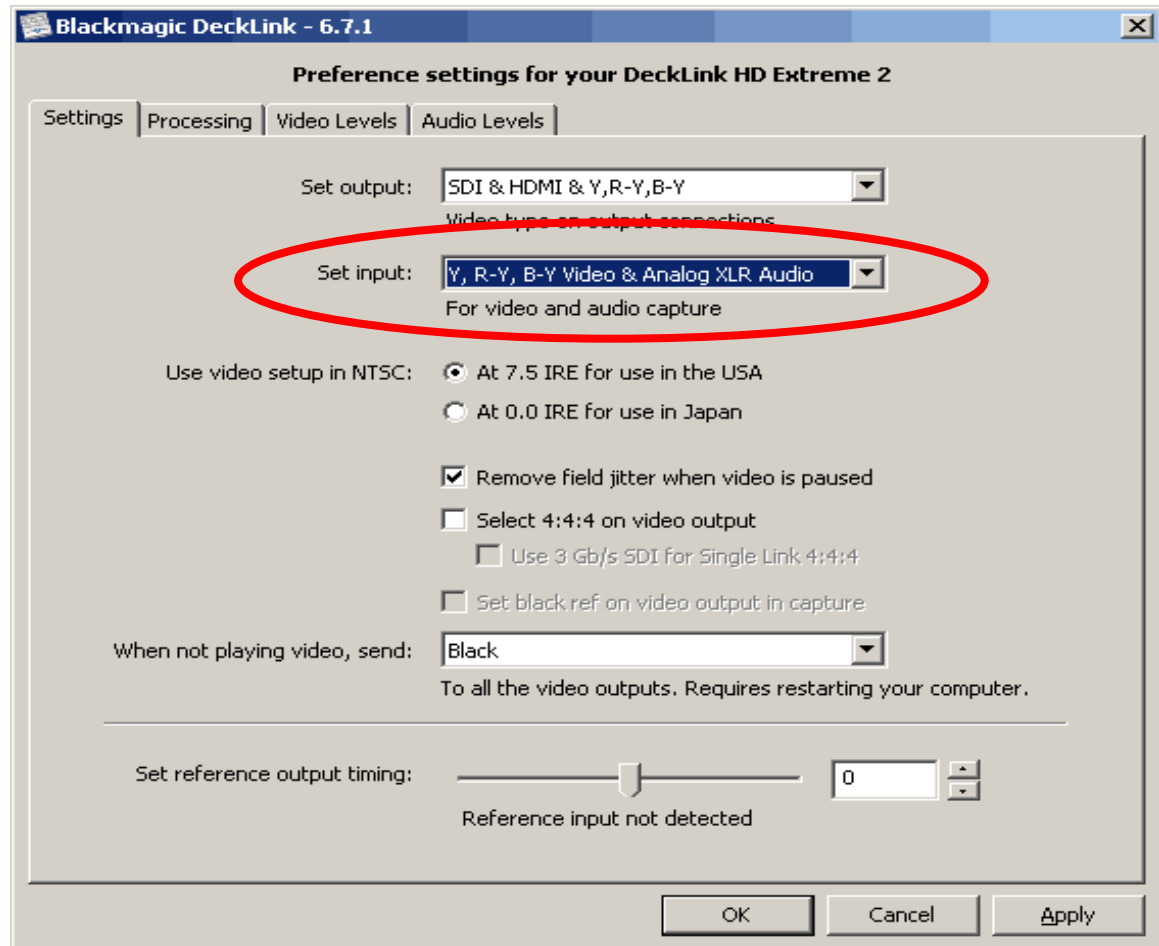 Blackmagic DeckLink - 6.7.1
Preference settings for your DeckLink HD Extreme 2
Settings Processing Video Levels Audio Levels
Set output: SDI & HDMI & Y,R-Y,B-Y
Video type on output connections
Set input: Y, R-Y, B-Y Video & Analog XLR Audio
For video and audio capture
Use video setup in NTSC: At 7.5 IRE for use in the USA
At 0.0 IRE for use in Japan
Remove field jitter when video is paused
Select 4:4:4 on video output
Use 3 Gb/s SDI for Single Link 4:4:4
Set black ref on video output in capture
When not playing video, send: Black
To all the video outputs. Requires restarting your computer.
Set reference output timing: 0
Reference input not detected
OK Cancel Apply